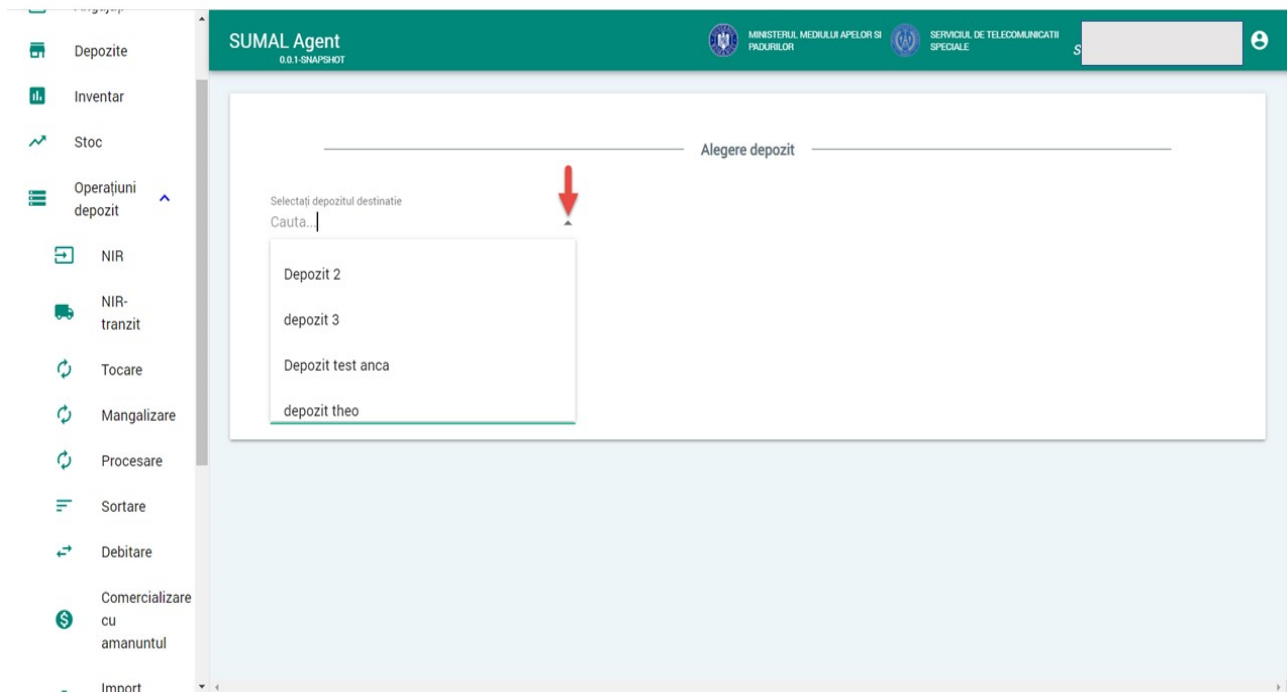 Depozite
Inventar
Stoc
Operațiuni
depozit
NIR
NIR-
tranzit
Tocare
Mangalizare
Procesare
Sortare
Debitare
Comercializare
cu
amanuntul
Import
SUMAL Agent
0.0.1-SNAPSHOT
MINISTERUL MEDIULUI APELOR SI
PADURILOR
SERVICIUL DE TELECOMUNICATII
SPECIALE
S
Alegere depozit
Selectați depozitul destinatie
Cauta...
Depozit 2
depozit 3
Depozit test anca
depozit theo